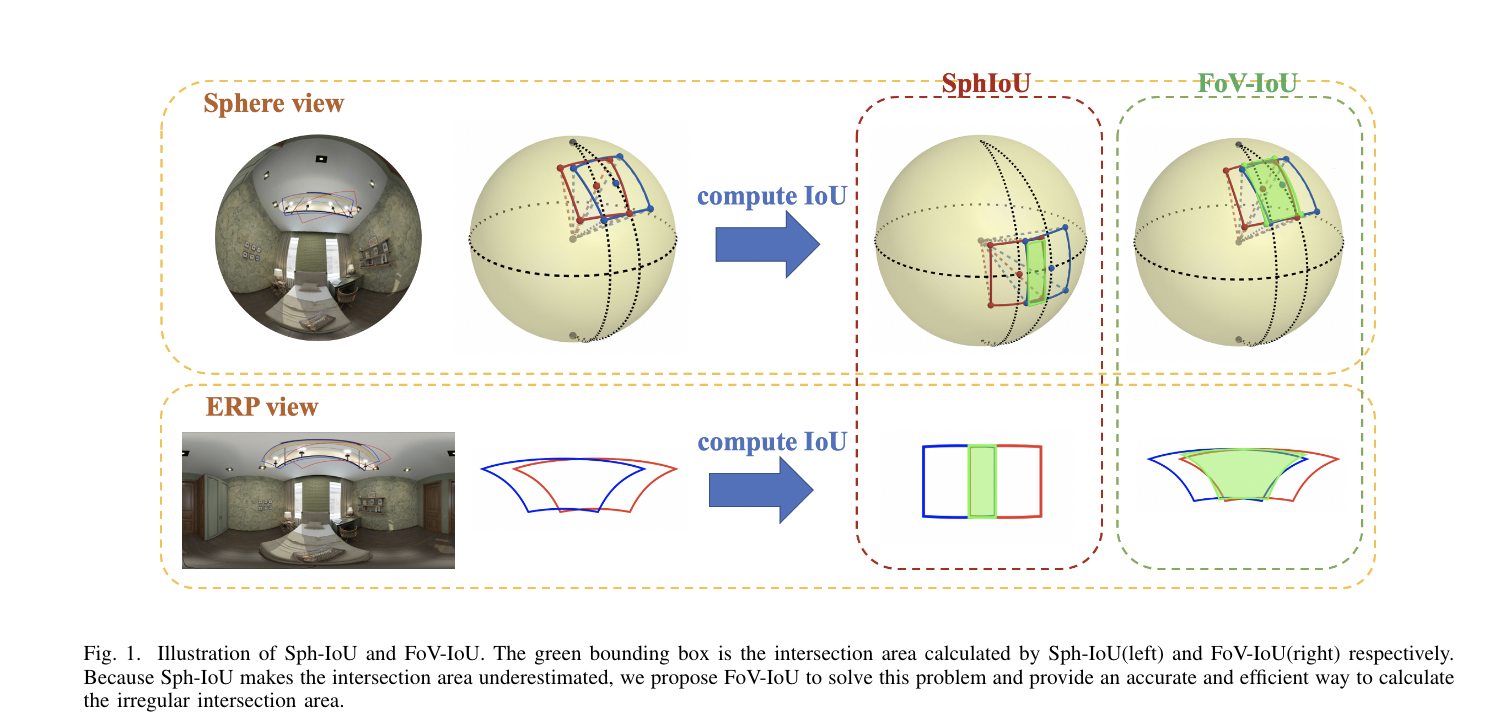 SphIoU
FoV-IoU
Sphere view
compute IoU
ERP view
compute IoU
Fig. 1. Illustration of Sph-IoU and FoV-IoU. The green bounding box is the intersection area calculated by Sph-IoU(left) and FoV-IoU(right) respectively.
Because Sph-IoU makes the intersection area underestimated, we propose FoV-IoU to solve this problem and provide an accurate and efficient way to calculate
the irregular intersection area.